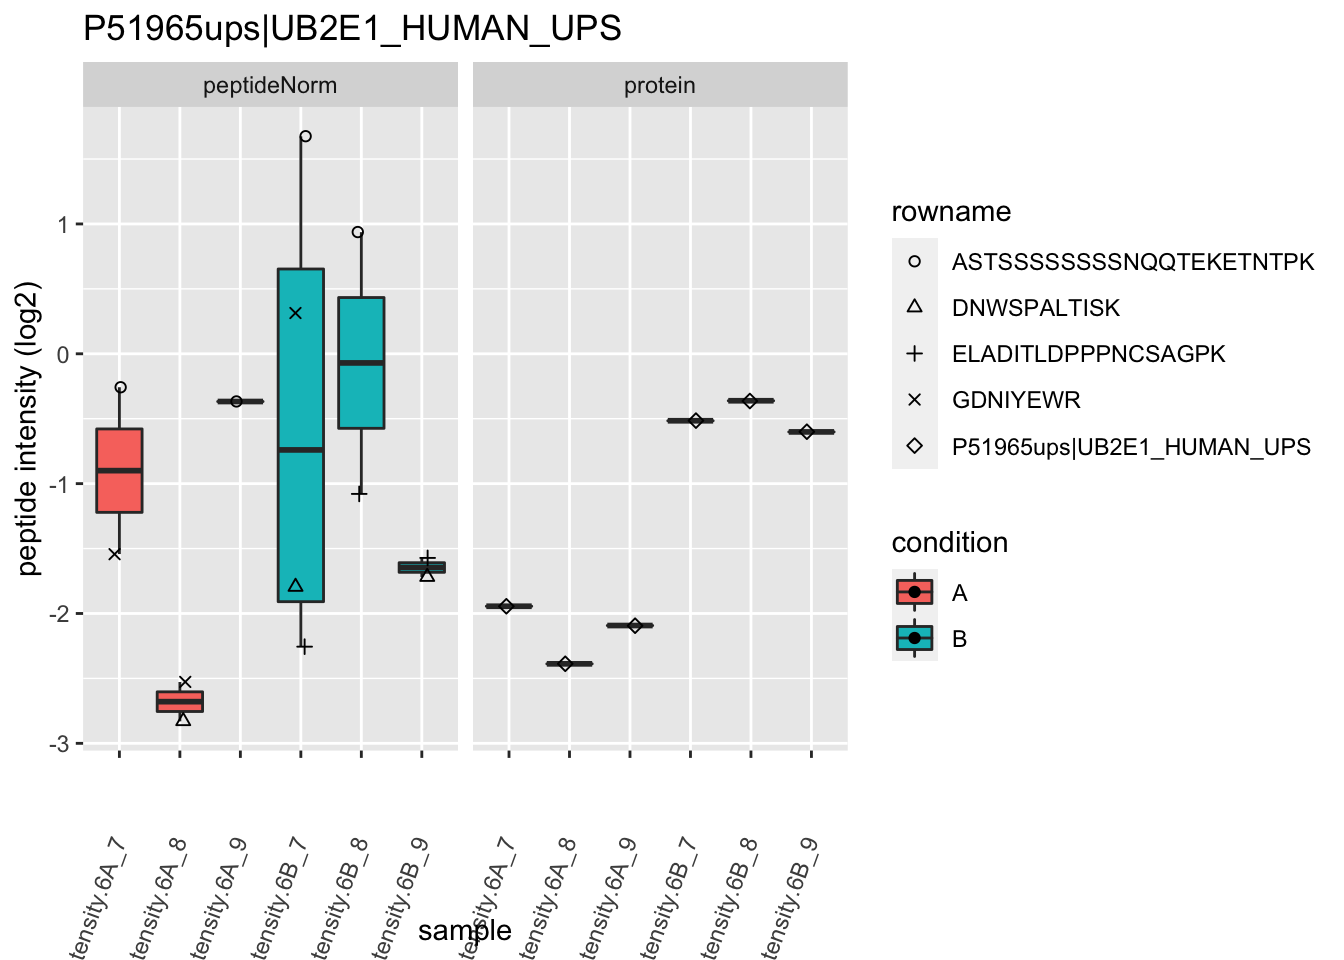 P51965ups|UB2E1_HUMAN_UPS
peptideNorm
protein
peptide intensity (log2)
1
0
-1
-2
-3
tensity.6A_7
tensity.6A_8
tensity.6A_9
tensity.6B_7
tensity.6B_8
tensity.6B_9
tensity.6A_7
tensity.6A_8
tensity.6A_9
tensity.6B_7
tensity.6B_8
tensity.6B_9
sample
rowname
ASTSSSSSSSSNQQTEKETNTPK
DNWSPALTISK
ELADITLDPPPNCSAGPK
GDNIYEWR
P51965ups|UB2E1_HUMAN_UPS
condition
A
B